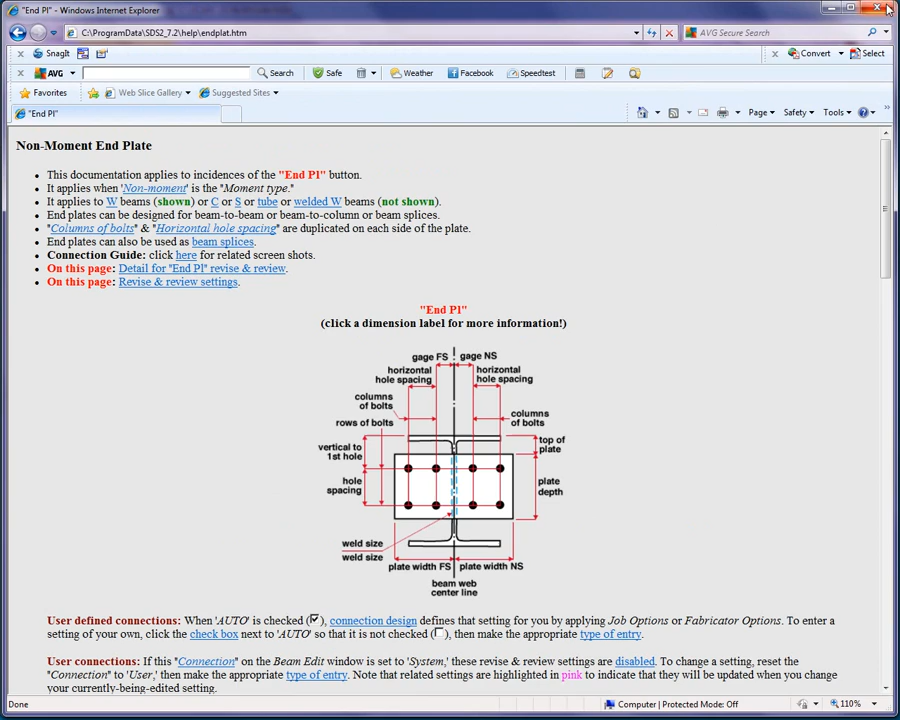 "End Pl" - Windows Internet Explorer
C:\ProgramData\SDS2_7.2\help\endplat.htm
AVG Secure Search
SnagIt
Convert
Select
AVG
Search
Safe
Weather
Facebook
Speedtest
Favorites
Web Slice Gallery
Suggested Sites
"End Pl"
Page
Safety
Tools
Non-Moment End Plate
• This documentation applies to incidences of the "End Pl" button.
• It applies when 'Non-moment' is the "Moment type."
• It applies to W beams (shown) or C or S or tube or welded W beams (not shown).
• End plates can be designed for beam-to-beam or beam-to-column or beam splices.
• "Columns of bolts" & "Horizontal hole spacing" are duplicated on each side of the plate.
• End plates can also be used as beam splices.
• Connection Guide: click here for related screen shots.
• On this page: Detail for "End Pl" revise & review.
• On this page: Revise & review settings.
"End Pl"
(click a dimension label for more information!)
gage FS
gage NS
horizontal
hole spacing
horizontal
hole spacing
columns
of bolts
columns
of bolts
rows of bolts
vertical to
1st hole
top of
plate
hole
spacing
plate
depth
weld size
weld size
plate width FS
plate width NS
beam web
center line
User defined connections: When 'AUTO' is checked ( ), connection design defines that setting for you by applying Job Options or Fabricator Options. To enter a
setting of your own, click the check box next to 'AUTO' so that it is not checked ( ), then make the appropriate type of entry.
User connections: If this "Connection" on the Beam Edit window is set to 'System,' these revise & review settings are disabled. To change a setting, reset the
"Connection" to 'User,' then make the appropriate type of entry. Note that related settings are highlighted in pink to indicate that they will be updated when you change
your currently-being-edited setting.
Done
Computer | Protected Mode: Off
110%